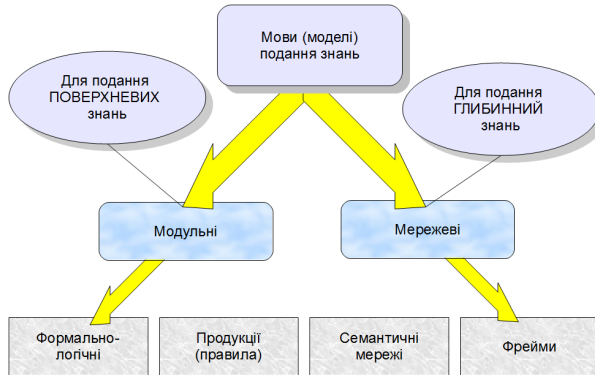 Мови (моделі)
подання знань
Для подання
ПОВЕРХНЕВИХ
знань
Для подання
ГЛИБИННИЙ
знань
Модульні
Мережеві
Формально-
логічні
Продукції
(правила)
Семантичні
мережі
Фрейми